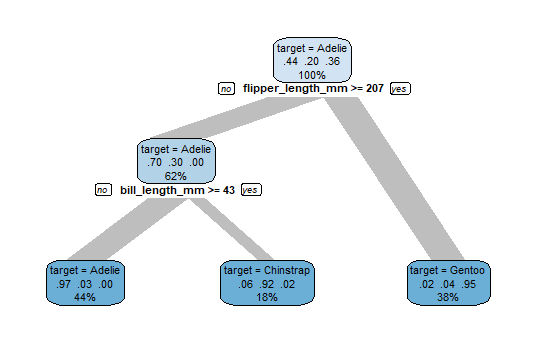 target = Adelie
.44 .20 .36
100%
no flipper_length_mm >= 207 yes
target = Adelie
.70 .30 .00
62%
no bill_length_mm >= 43 yes
target = Adelie
.97 .03 .00
44%
target = Chinstrap
.06 .92 .02
18%
target = Gentoo
.02 .04 .95
38%